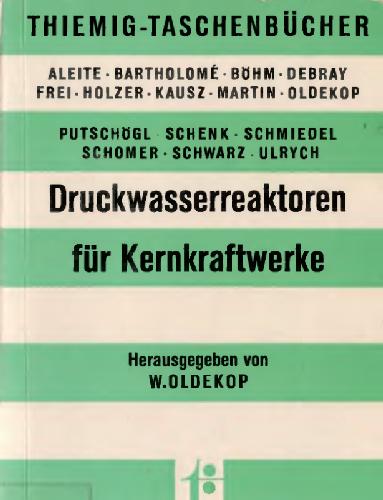 THIEMIG-TASCHENBÜCHER
ALEITE · BARTHOLOMÉ · BÖHM · DEBRAY
FREI · HOLZER · KAUSZ · MARTIN · OLDEKOP
PUTSCHÖGL · SCHENK · SCHMIEDEL
SCHOMER · SCHWARZ · ULRYCH
Druckwasserreaktoren
für Kernkraftwerke
Herausgegeben von
W.OLDEKOP